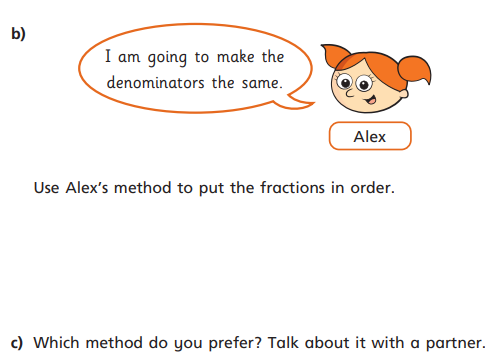 b)
I am going to make the
denominators the same.
Alex
Use Alex's method to put the fractions in order.
c) Which method do you prefer? Talk about it with a partner.